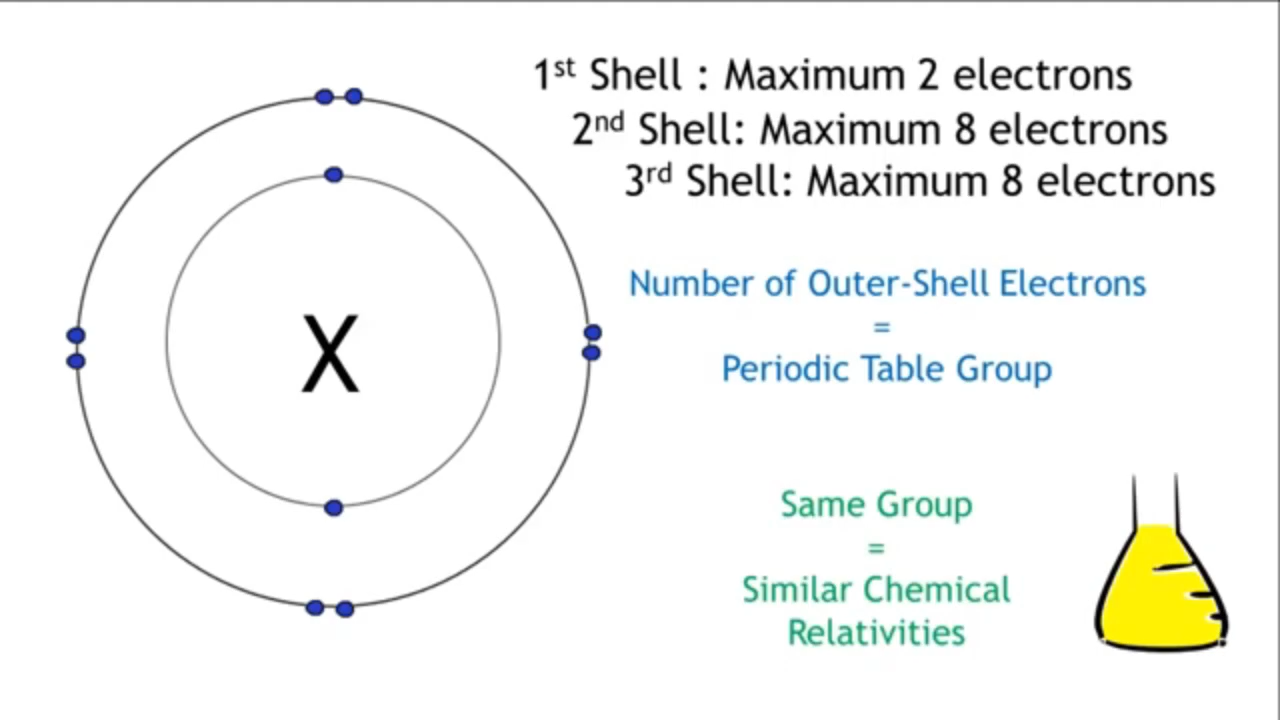 1st Shell : Maximum 2 electrons
2nd Shell: Maximum 8 electrons
3rd Shell: Maximum 8 electrons
Number of Outer-Shell Electrons
=
Periodic Table Group
X
Same Group
=
Similar Chemical
Relativities